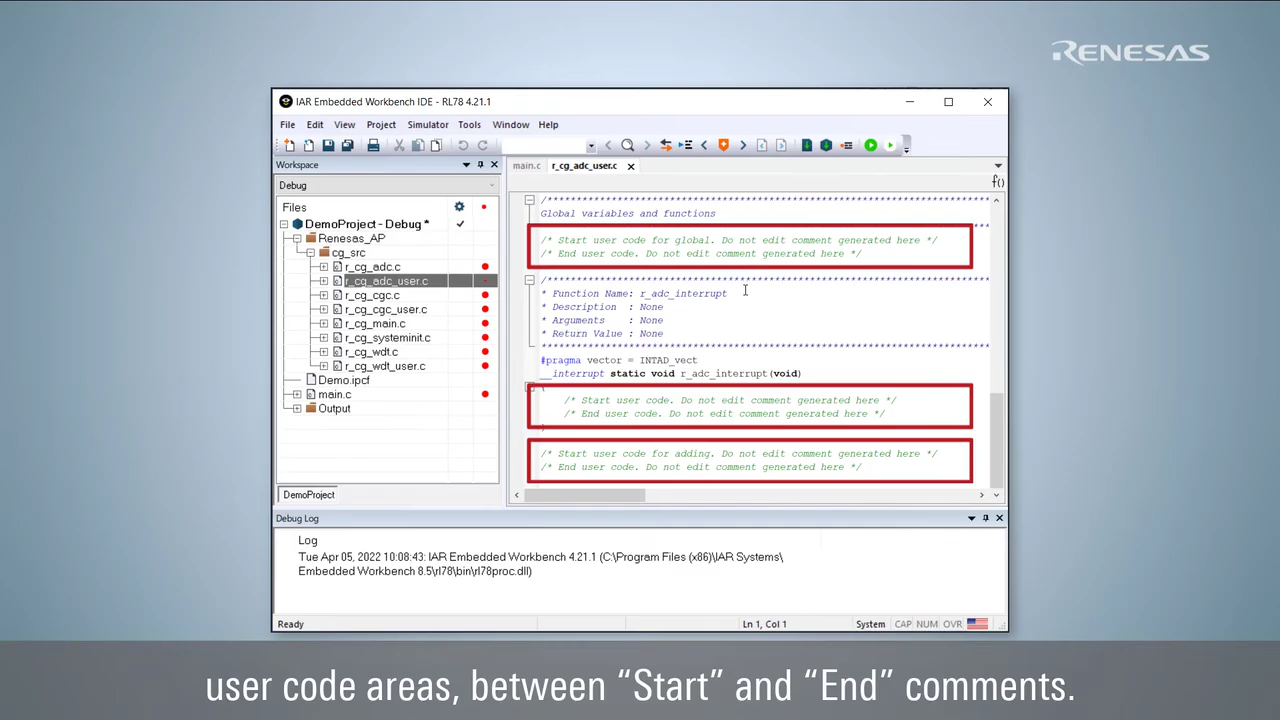 RENESAS
IAR Embedded Workbench IDE - RL78 4.21.1
File Edit View Project Simulator Tools Window Help
Workspace
main.c r_cg_adc_user.c
Debug
f()
Files
DemoProject - Debug *
Renesas_AP
cg_src
r_cg_adc.c
r_cg_adc_user.c
r_cg_cgc.c
r_cg_cgc_user.c
r_cg_main.c
r_cg_systeminit.c
r_cg_wdt.c
r_cg_wdt_user.c
Demo.ipcf
main.c
Output
DemoProject
/******************************************************************
Global variables and functions
/* Start user code for global. Do not edit comment generated here */
/* End user code. Do not edit comment generated here */
/******************************************************************
* Function Name: r_adc_interrupt
* Description : None
* Arguments : None
* Return Value : None
*******************************************************************
#pragma vector = INTAD_vect
__interrupt static void r_adc_interrupt(void)
{
/* Start user code. Do not edit comment generated here */
/* End user code. Do not edit comment generated here */
}
/* Start user code for adding. Do not edit comment generated here */
/* End user code. Do not edit comment generated here */
Debug Log
Log
Tue Apr 05, 2022 10:08:43: IAR Embedded Workbench 4.21.1 (C:\Program Files (x86)\IAR Systems\
Embedded Workbench 8.5\rl78\bin\rl78proc.dll)
Ready Ln 1, Col 1 System CAP NUM OVR
user code areas, between “Start” and “End” comments.